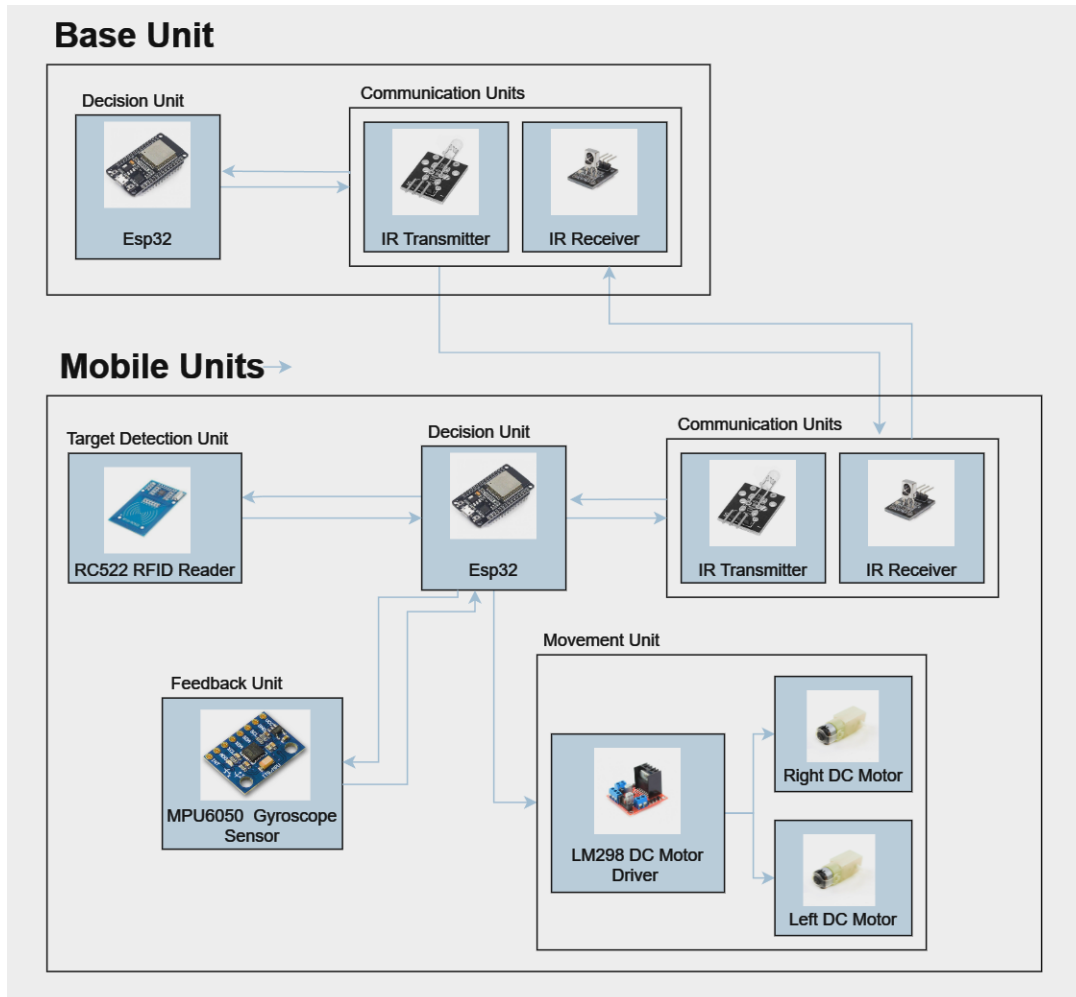 Base Unit
Decision Unit
Communication Units
Esp32
IR Transmitter
IR Receiver
Mobile Units
Target Detection Unit
Decision Unit
Communication Units
RC522 RFID Reader
Esp32
IR Transmitter
IR Receiver
Movement Unit
Feedback Unit
MPU6050 Gyroscope
Sensor
Right DC Motor
LM298 DC Motor
Driver
Left DC Motor